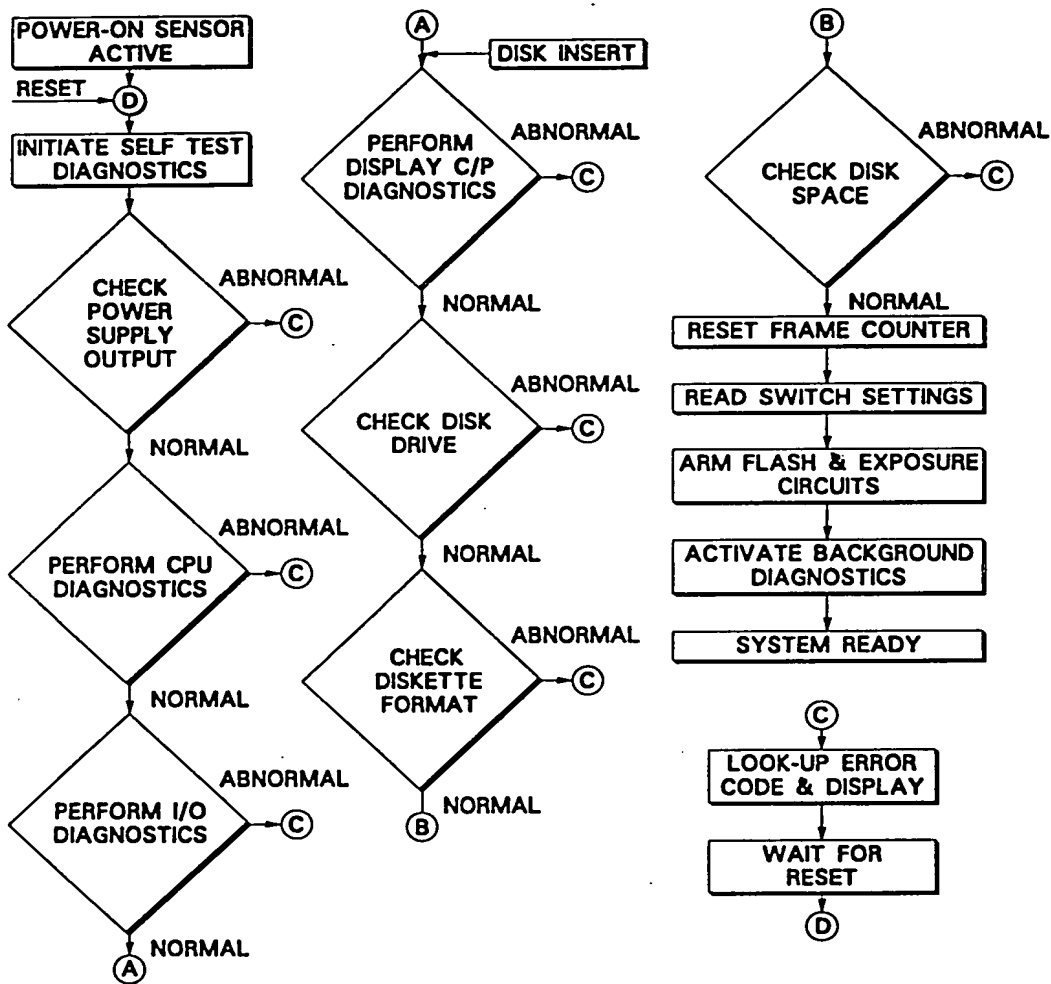 POWER-ON SENSOR
ACTIVE
RESET
D
INITIATE SELF TEST
DIAGNOSTICS
CHECK
POWER
SUPPLY
OUTPUT
ABNORMAL
C
NORMAL
PERFORM CPU
DIAGNOSTICS
ABNORMAL
C
NORMAL
PERFORM I/O
DIAGNOSTICS
ABNORMAL
C
NORMAL
A
A
DISK INSERT
PERFORM
DISPLAY C/P
DIAGNOSTICS
ABNORMAL
C
NORMAL
CHECK DISK
DRIVE
ABNORMAL
C
NORMAL
CHECK
DISKETTE
FORMAT
ABNORMAL
C
NORMAL
B
B
CHECK DISK
SPACE
ABNORMAL
C
NORMAL
RESET FRAME COUNTER
READ SWITCH SETTINGS
ARM FLASH & EXPOSURE
CIRCUITS
ACTIVATE BACKGROUND
DIAGNOSTICS
SYSTEM READY
C
LOOK-UP ERROR
CODE & DISPLAY
WAIT FOR
RESET
D